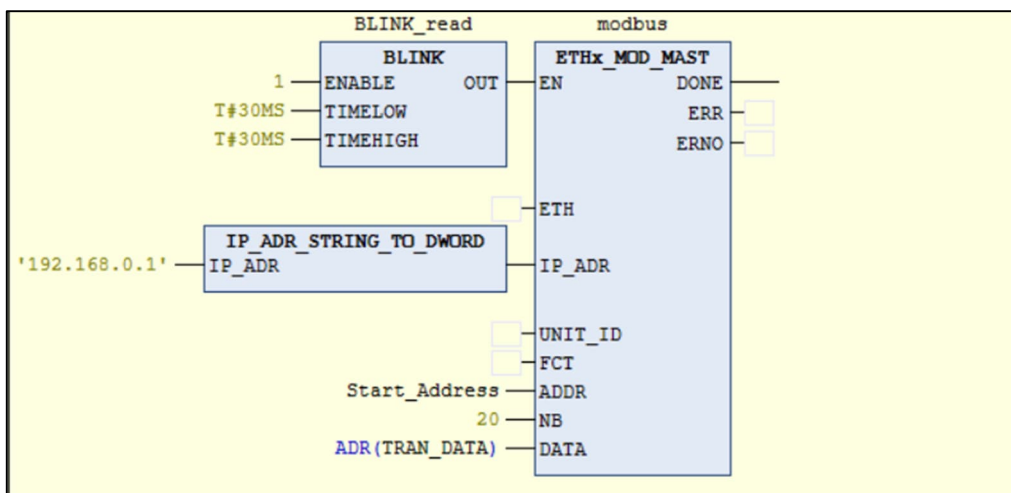 BLINK_read modbus
BLINK ETHx_MOD_MAST
1 ENABLE OUT EN DONE
T#30MS TIMELOW ERR
T#30MS TIMEHIGH ERNO
ETH
IP_ADR_STRING_TO_DWORD
'192.168.0.1' IP_ADR IP_ADR
UNIT_ID
FCT
Start_Address ADDR
20 NB
ADR(TRAN_DATA) DATA